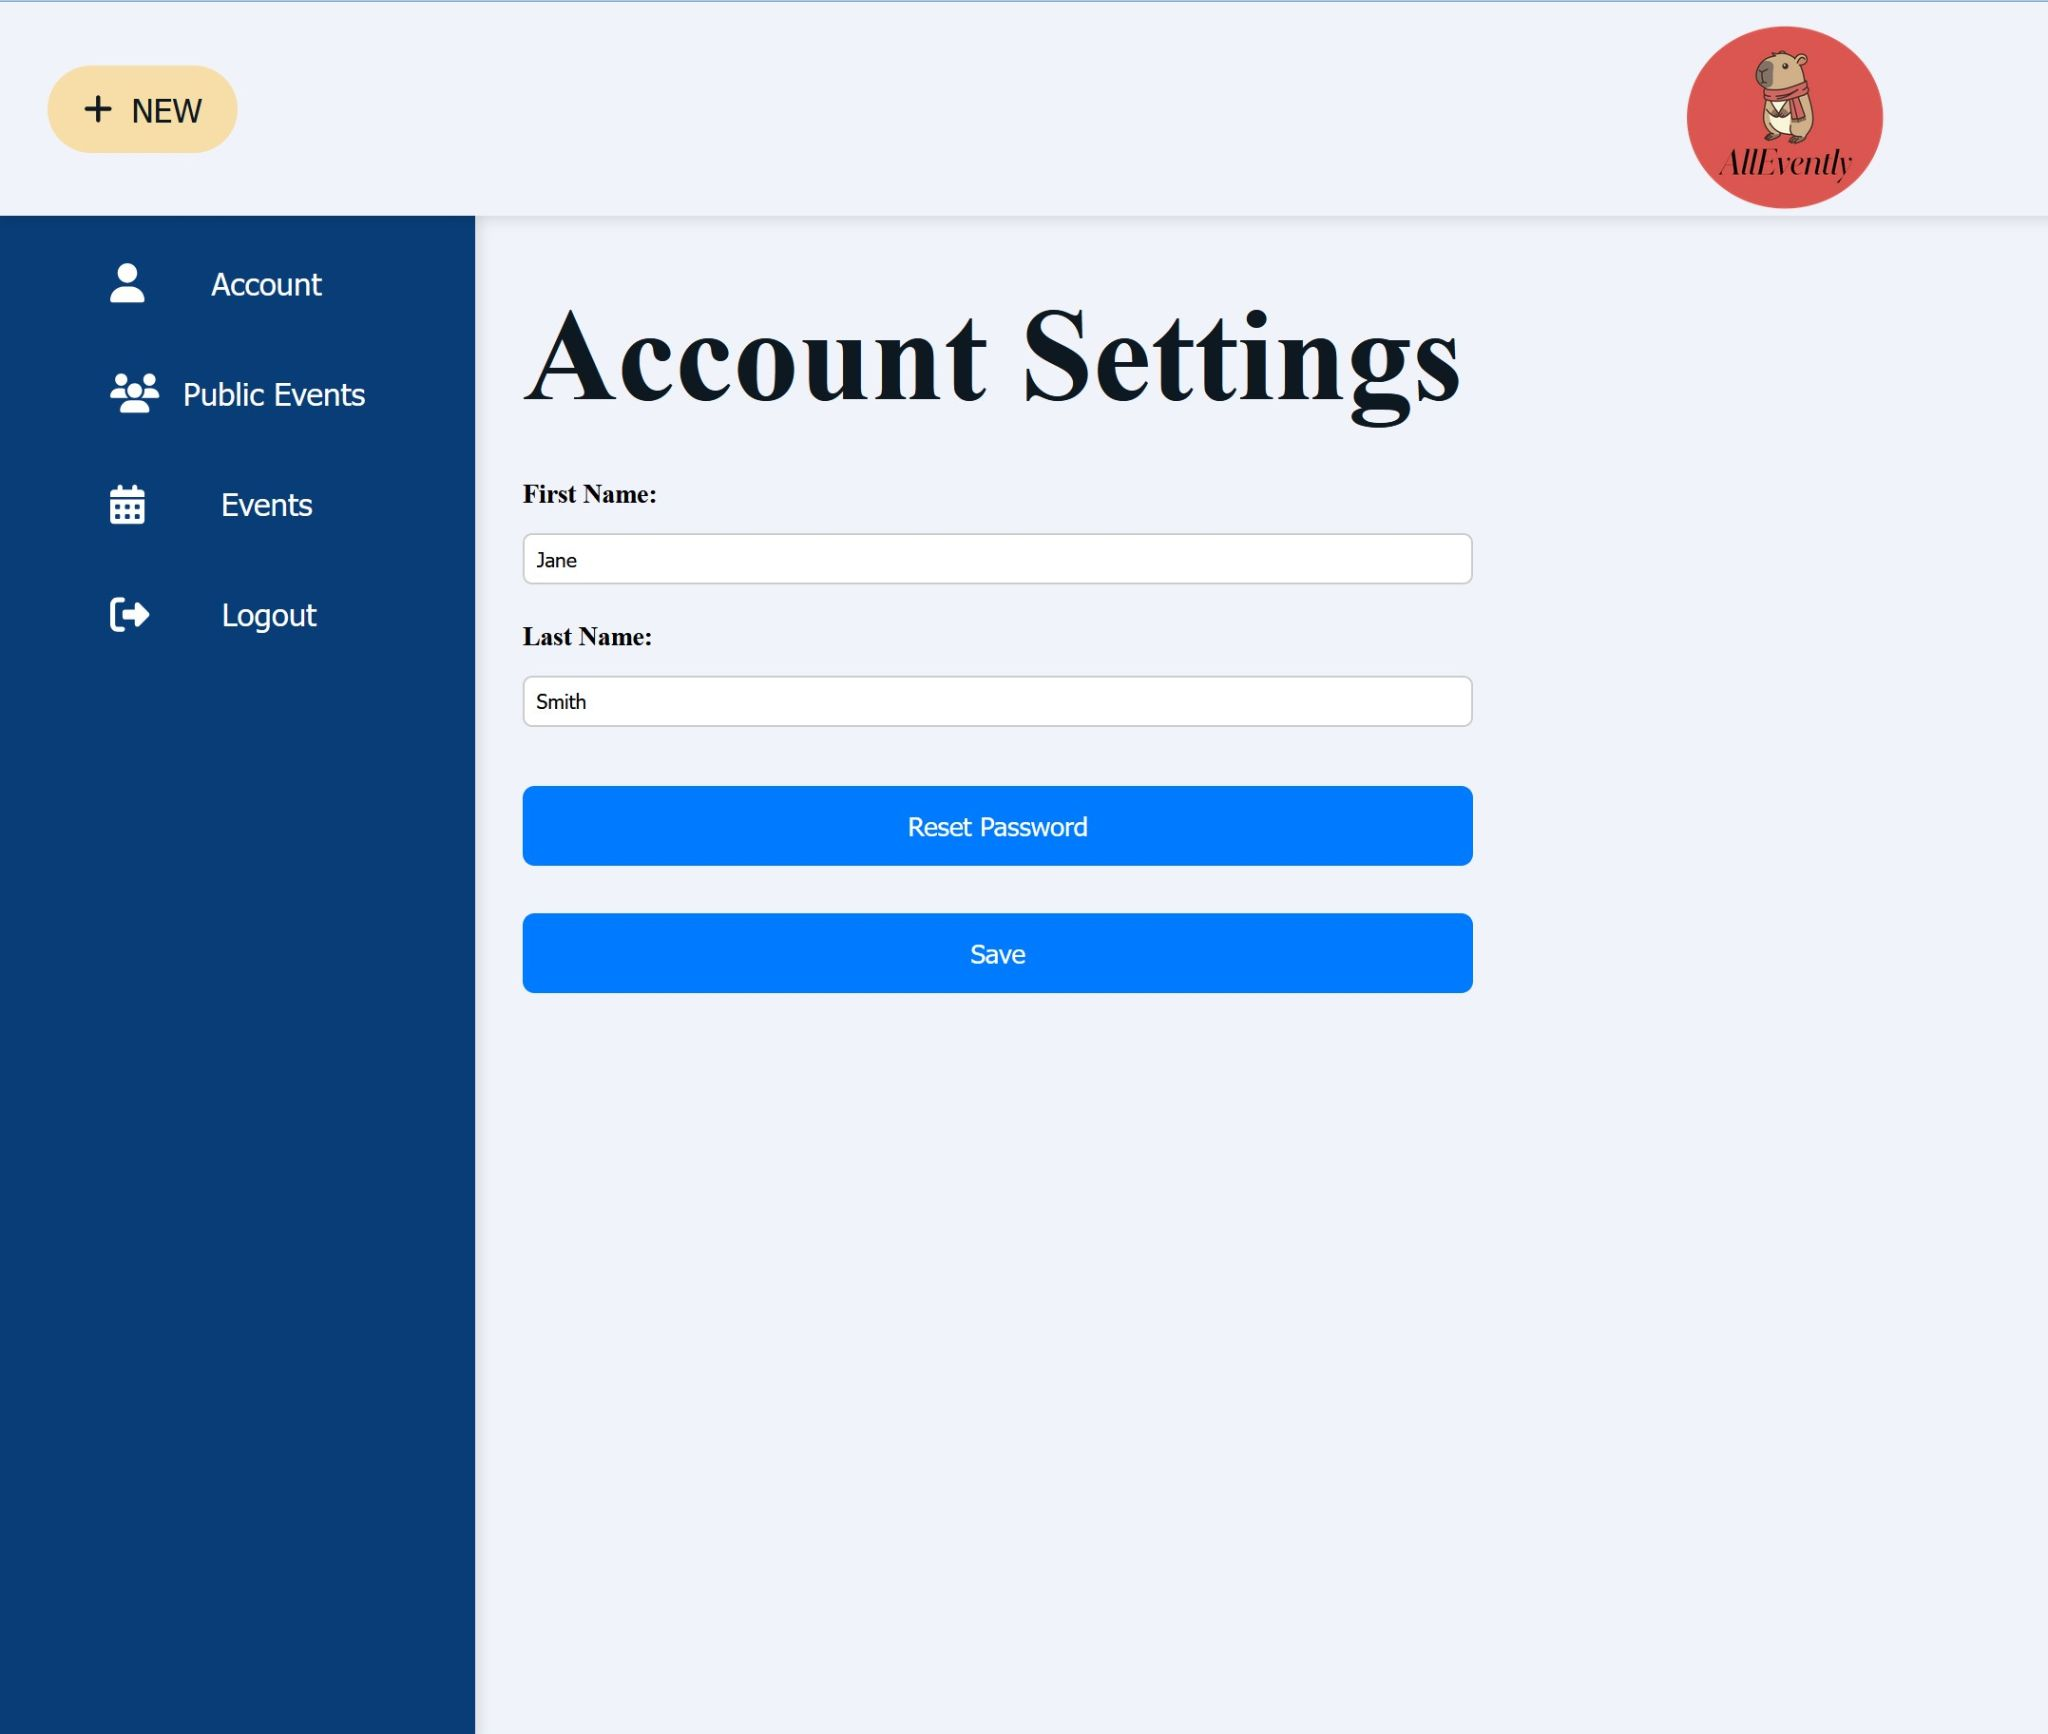 NEW
AllEvently
Account
Public Events
Events
Logout
Account Settings
First Name:
Jane
Last Name:
Smith
Reset Password
Save